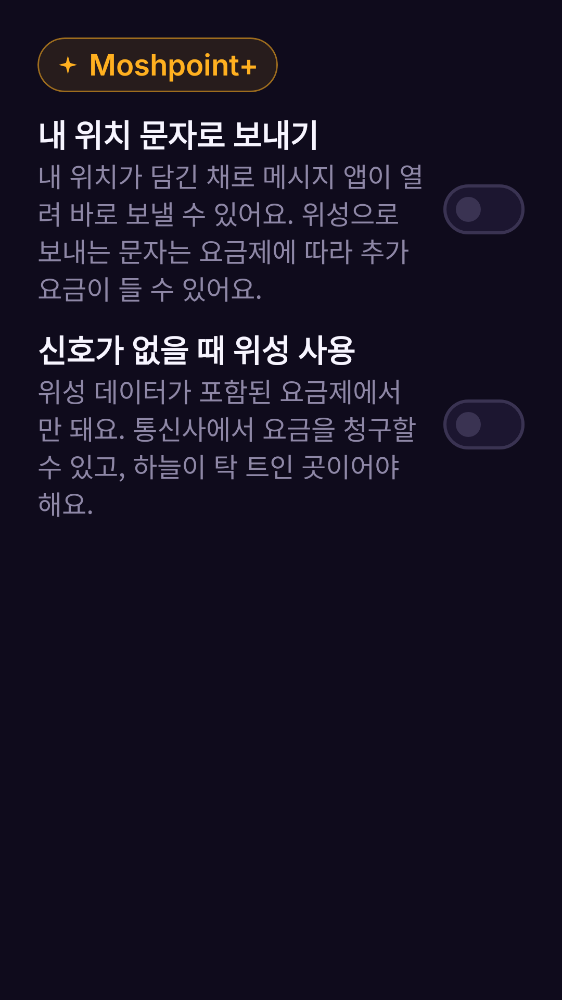 Moshpoint+
내 위치 문자로 보내기
내 위치가 담긴 채로 메시지 앱이 열
려 바로 보낼 수 있어요. 위성으로
보내는 문자는 요금제에 따라 추가
요금이 들 수 있어요.
신호가 없을 때 위성 사용
위성 데이터가 포함된 요금제에서
만 돼요. 통신사에서 요금을 청구할
수 있고, 하늘이 탁 트인 곳이어야
해요.